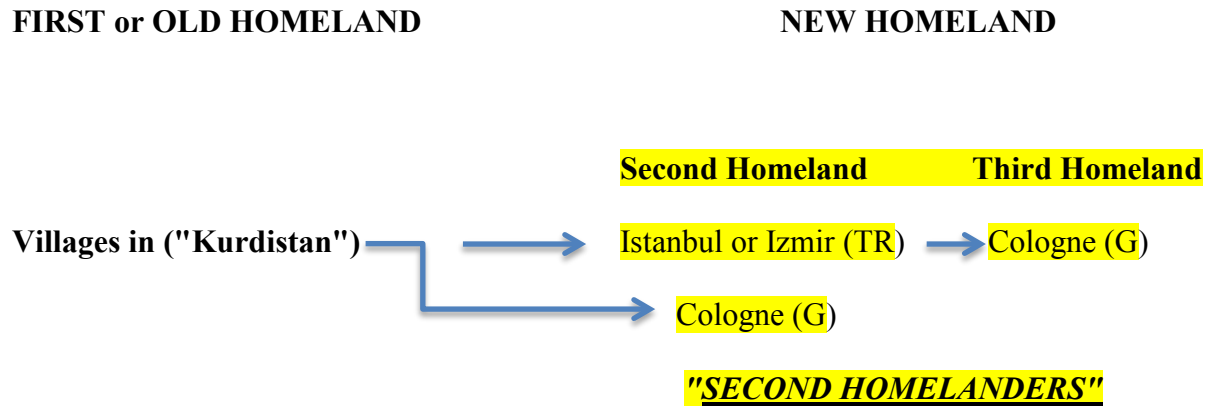 FIRST or OLD HOMELAND NEW HOMELAND
Second Homeland Third Homeland
Villages in ("Kurdistan") Istanbul or Izmir (TR) Cologne (G)
Cologne (G)
"SECOND HOMELANDERS"